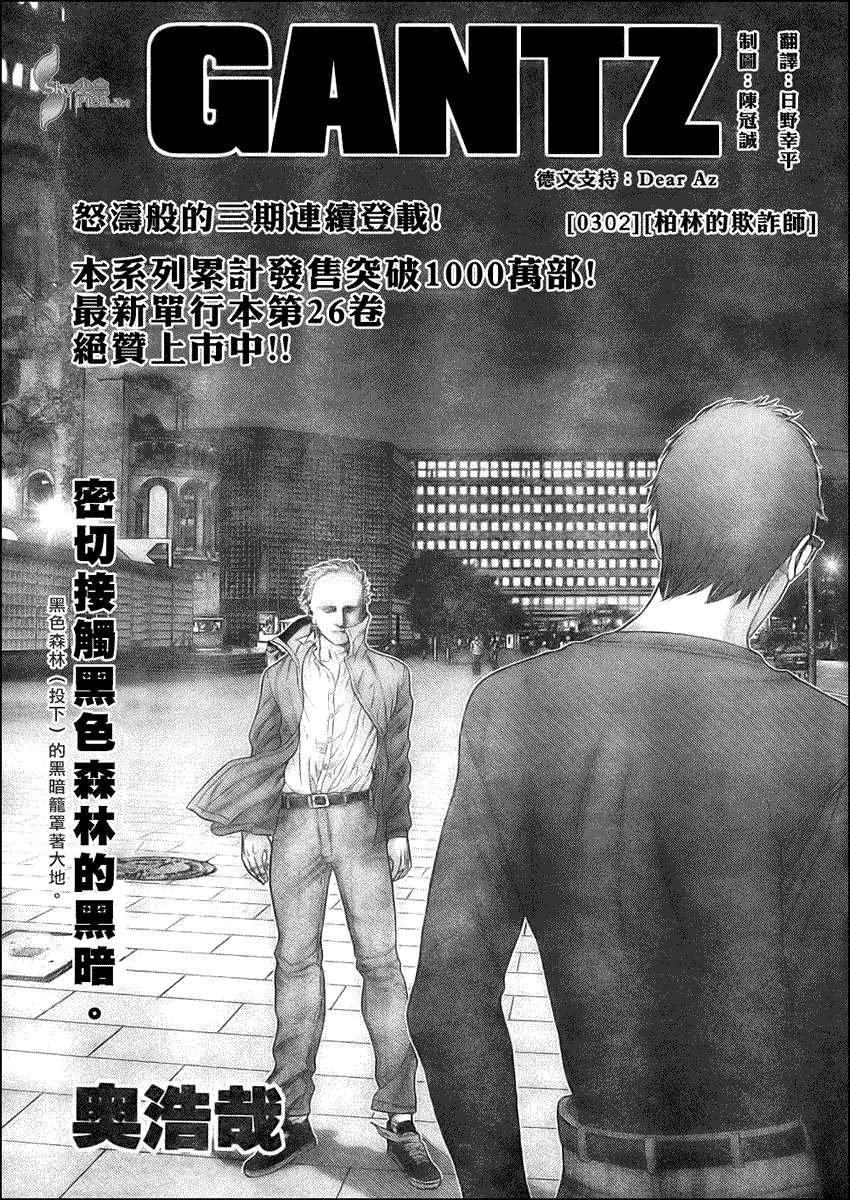 GANTZ
翻譯：日野幸平
制圖：陳冠誠
德文支持：Dear Az
怒濤般的三期連續登載！
[0302][柏林的欺詐師]
本系列累計發售突破1000萬部！
最新單行本第26卷
絕贊上市中!!
密切接觸黑色森林的黑暗。
黑色森林（投下）的黑暗籠罩著大地。
奧浩哉